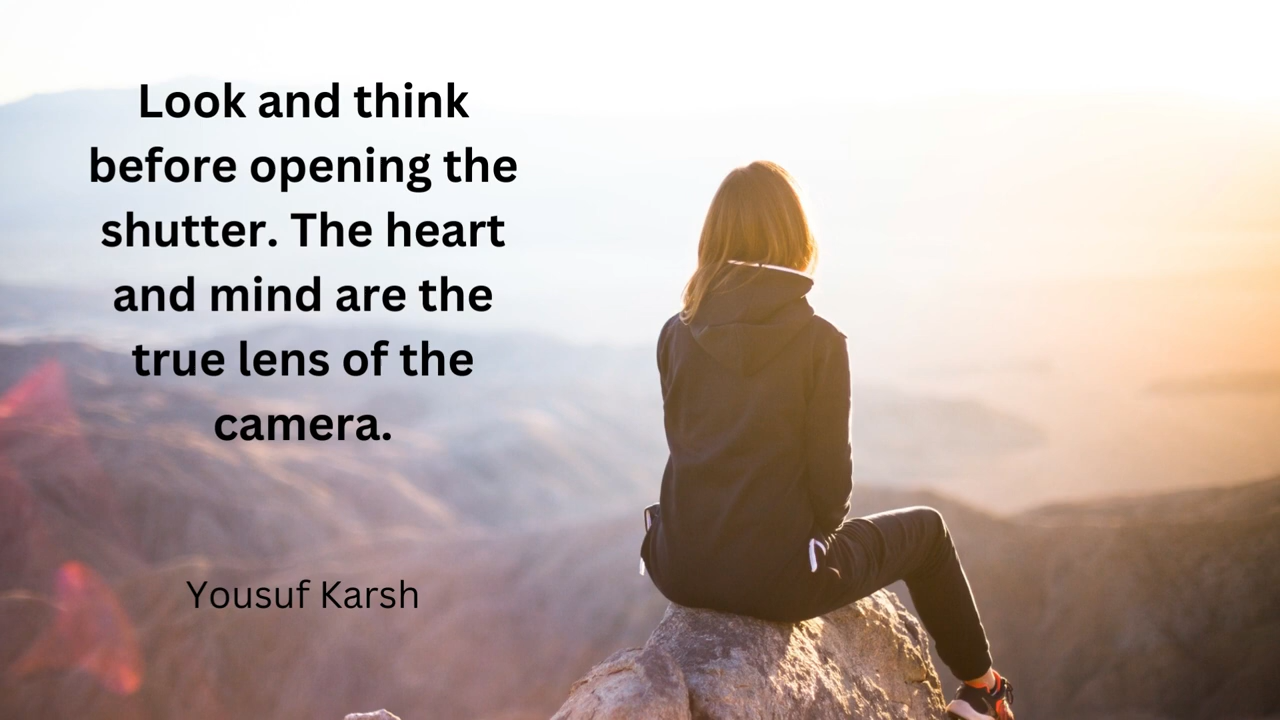 Look and think
before opening the
shutter. The heart
and mind are the
true lens of the
camera.
Yousuf Karsh